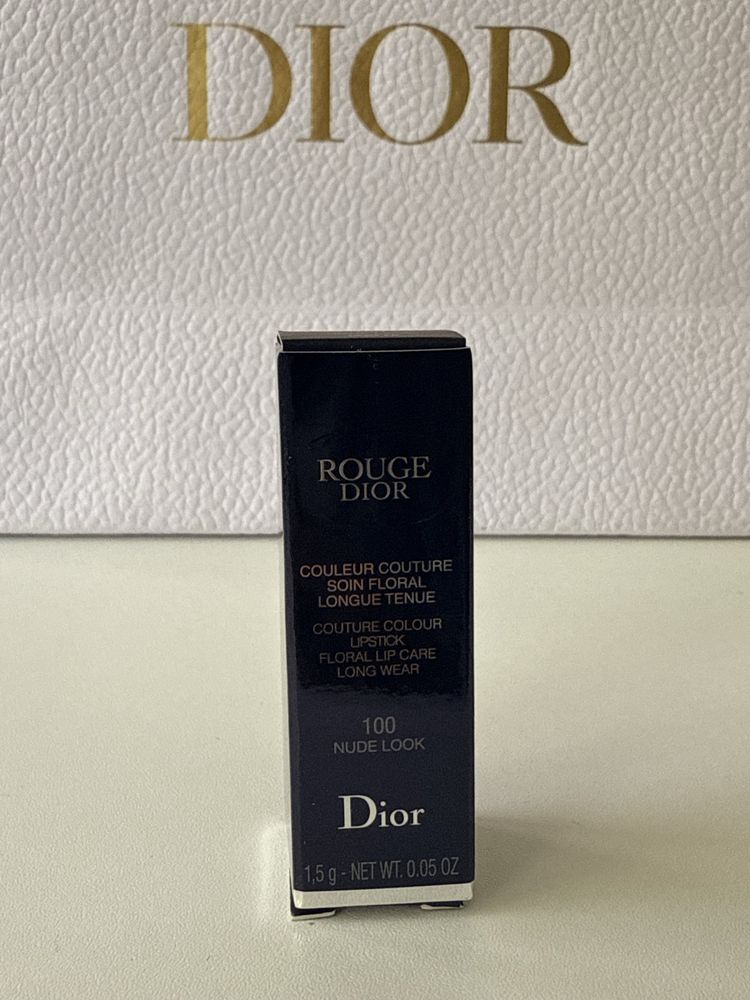 DIOR
ROUGE
DIOR
COULEUR COUTURE
SOIN FLORAL
LONGUE TENUE
COUTURE COLOUR
LIPSTICK
FLORAL LIP CARE
LONG WEAR
100
NUDE LOOK
Dior
1,5 g - NET WT. 0.05 OZ